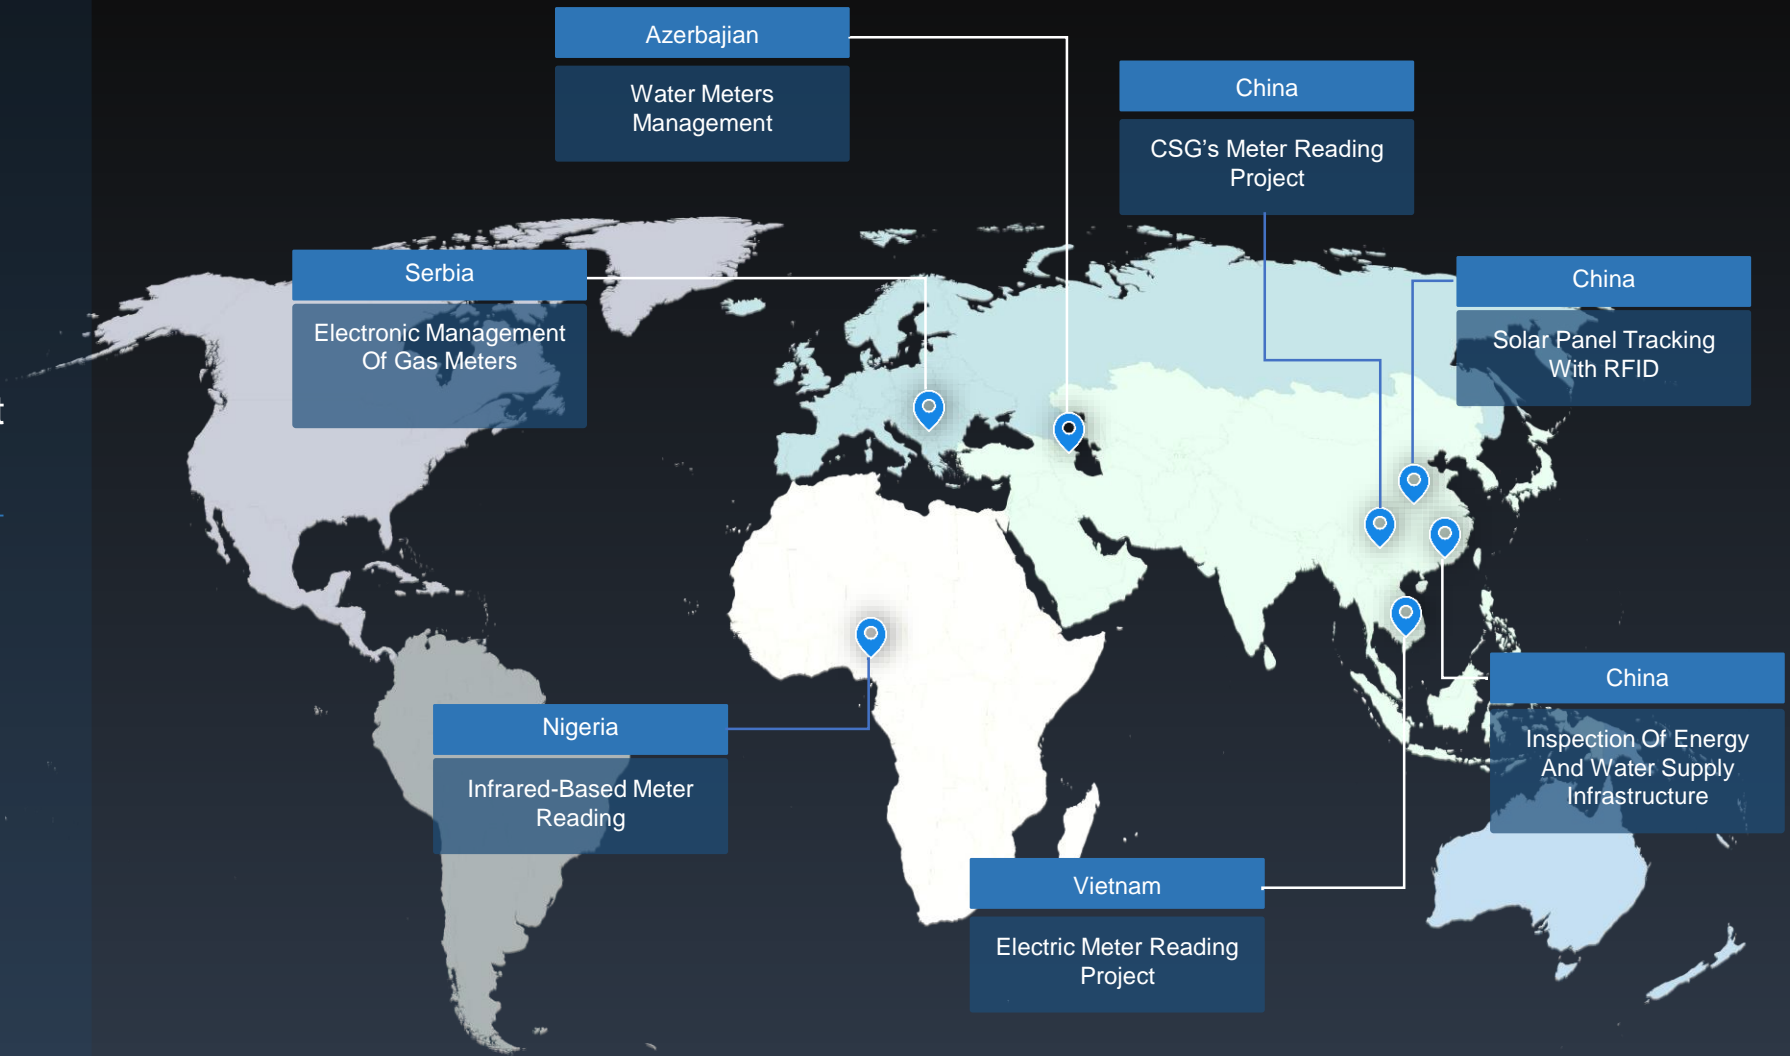 Azerbajian
Water Meters
Management
China
CSG’s Meter Reading
Project
Serbia
Electronic Management
Of Gas Meters
China
Solar Panel Tracking
With RFID
t
Nigeria
Infrared-Based Meter
Reading
China
Inspection Of Energy
And Water Supply
Infrastructure
Vietnam
Electric Meter Reading
Project